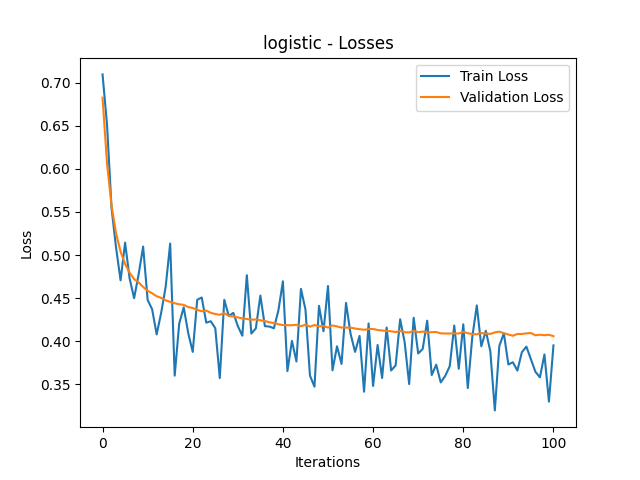 logistic - Losses
Train Loss
Validation Loss
0.70
0.65
0.60
0.55
0.50
0.45
0.40
0.35
Loss
0 20 40 60 80 100
Iterations